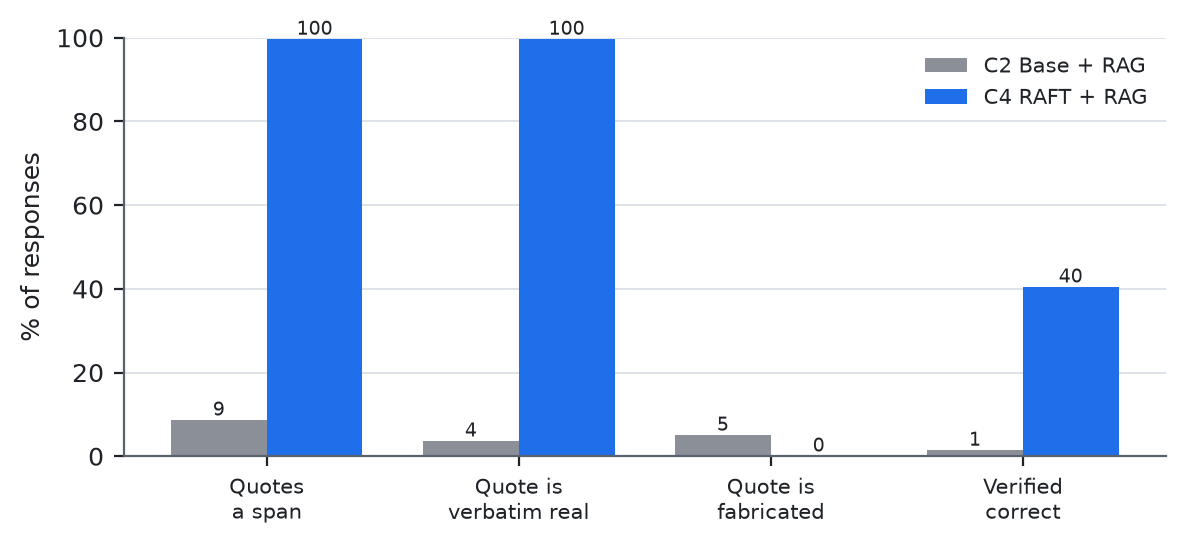 100
80
60
40
20
0
% of responses
9
100
4
100
5
0
1
40
C2 Base + RAG
C4 RAFT + RAG
Quotes
a span
Quote is
verbatim real
Quote is
fabricated
Verified
correct